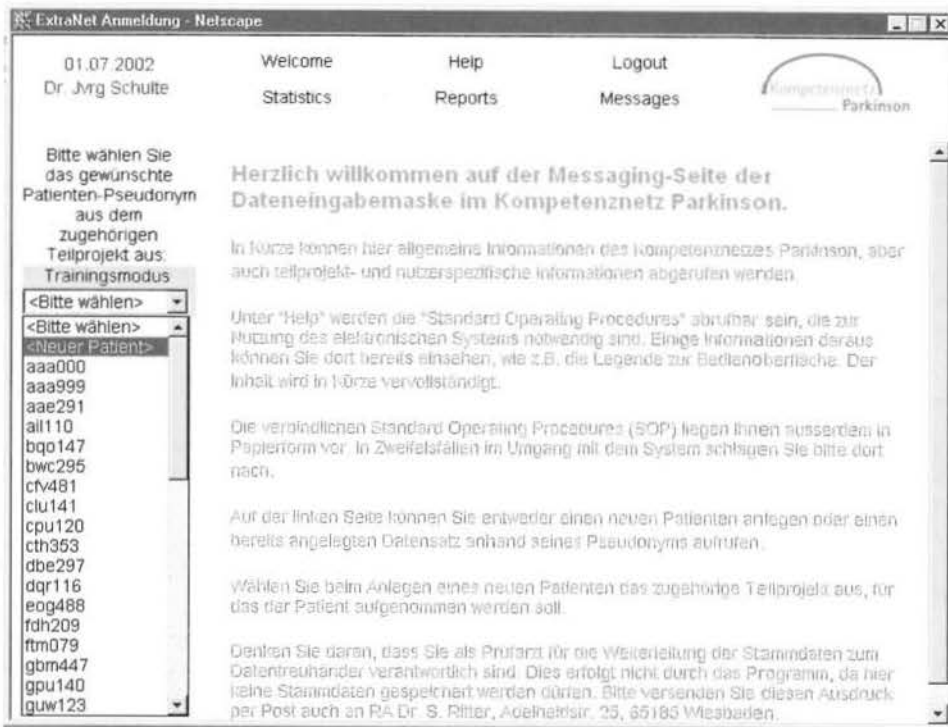 ExtraNet Anmeldung - Netscape
01.07.2002
Dr. Jvrg Schulte
Welcome Help Logout
Statistics Reports Messages
Kompetenznetz
Parkinson
Bitte wählen Sie
das gewünschte
Patienten-Pseudonym
aus dem
zugehörigen
Teilprojekt aus:
Trainingsmodus
<Bitte wählen>
<Bitte wählen>
<Neuer Patient>
aaa000
aaa999
aae291
ail110
bqo147
bwc295
cfv481
clu141
cpu120
cth353
dbe297
dqr116
eog488
fdh209
ftm079
gbm447
gpu140
guw123
Herzlich willkommen auf der Messaging-Seite der
Dateneingabemaske im Kompetenznetz Parkinson.
In Kürze können hier allgemeine Informationen des Kompetenznetzes Parkinson, aber
auch teilprojekt- und nutzerspezifische Informationen abgerufen werden.
Unter "Help" werden die "Standard Operating Procedures" abrufbar sein, die zur
Nutzung des elektronischen Systems notwendig sind. Einige Informationen daraus
können Sie dort bereits einsehen, wie z.B. die Legende zur Bedienoberfläche. Der
Inhalt wird in Kürze vervollständigt.
Die verbindlichen Standard Operating Procedures (SOP) liegen Ihnen ausserdem in
Papierform vor. In Zweifelsfällen im Umgang mit dem System schlagen Sie bitte dort
nach.
Auf der linken Seite können Sie entweder einen neuen Patienten anlegen oder einen
bereits angelegten Datensatz anhand seines Pseudonyms aufrufen.
Wählen Sie beim Anlegen eines neuen Patienten das zugehörige Teilprojekt aus, für
das der Patient aufgenommen werden soll.
Denken Sie daran, dass Sie als Prüfarzt für die Weiterleitung der Stammdaten zum
Datentreuhänder verantwortlich sind. Dies erfolgt nicht durch das Programm, da hier
keine Stammdaten gespeichert werden dürfen. Bitte versenden Sie diesen Ausdruck
per Post auch an RA Dr. S. Ritter, Adelheidstr. 25, 65185 Wiesbaden.